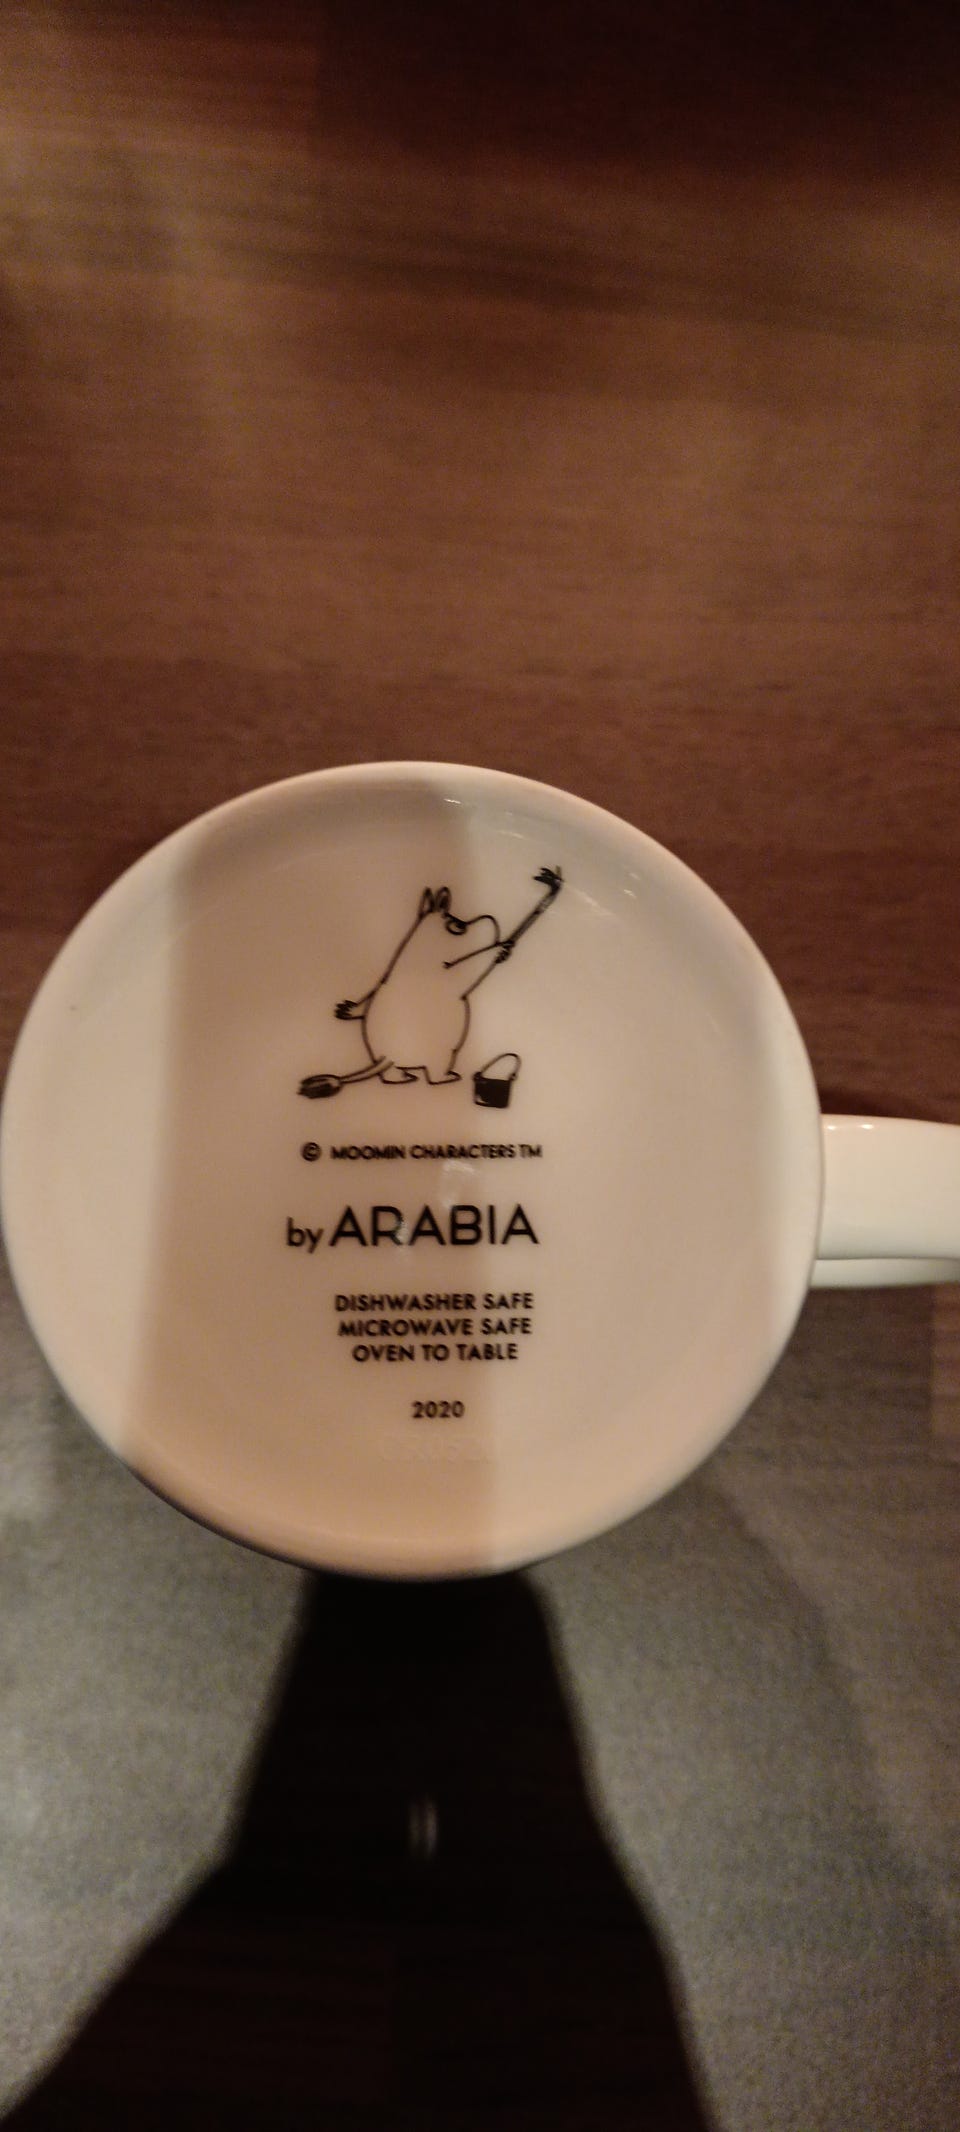 © MOOMIN CHARACTERS TM
by ARABIA
DISHWASHER SAFE
MICROWAVE SAFE
OVEN TO TABLE
2020